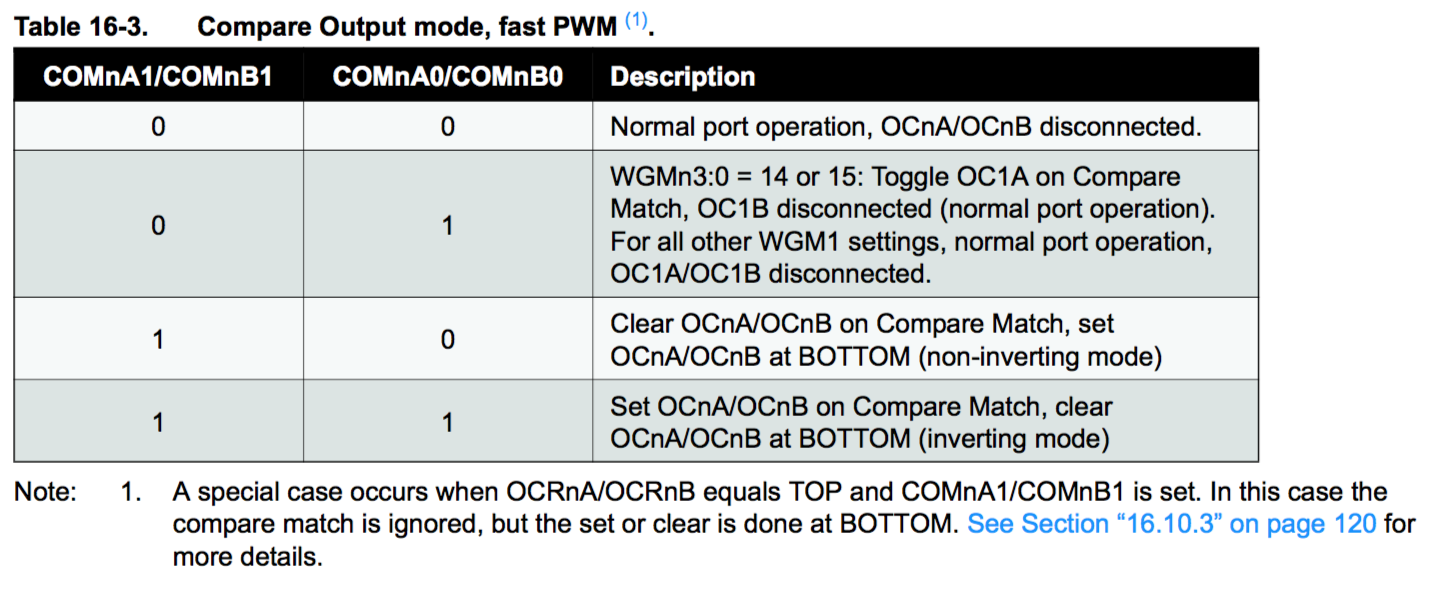 Table 16-3. Compare Output mode, fast PWM (1).
COMnA1/COMnB1 COMnA0/COMnB0 Description
0 0 Normal port operation, OCnA/OCnB disconnected.
0 1 WGMn3:0 = 14 or 15: Toggle OC1A on Compare
Match, OC1B disconnected (normal port operation).
For all other WGM1 settings, normal port operation,
OC1A/OC1B disconnected.
1 0 Clear OCnA/OCnB on Compare Match, set
OCnA/OCnB at BOTTOM (non-inverting mode)
1 1 Set OCnA/OCnB on Compare Match, clear
OCnA/OCnB at BOTTOM (inverting mode)
Note: 1. A special case occurs when OCRnA/OCRnB equals TOP and COMnA1/COMnB1 is set. In this case the
compare match is ignored, but the set or clear is done at BOTTOM. See Section “16.10.3” on page 120 for
more details.